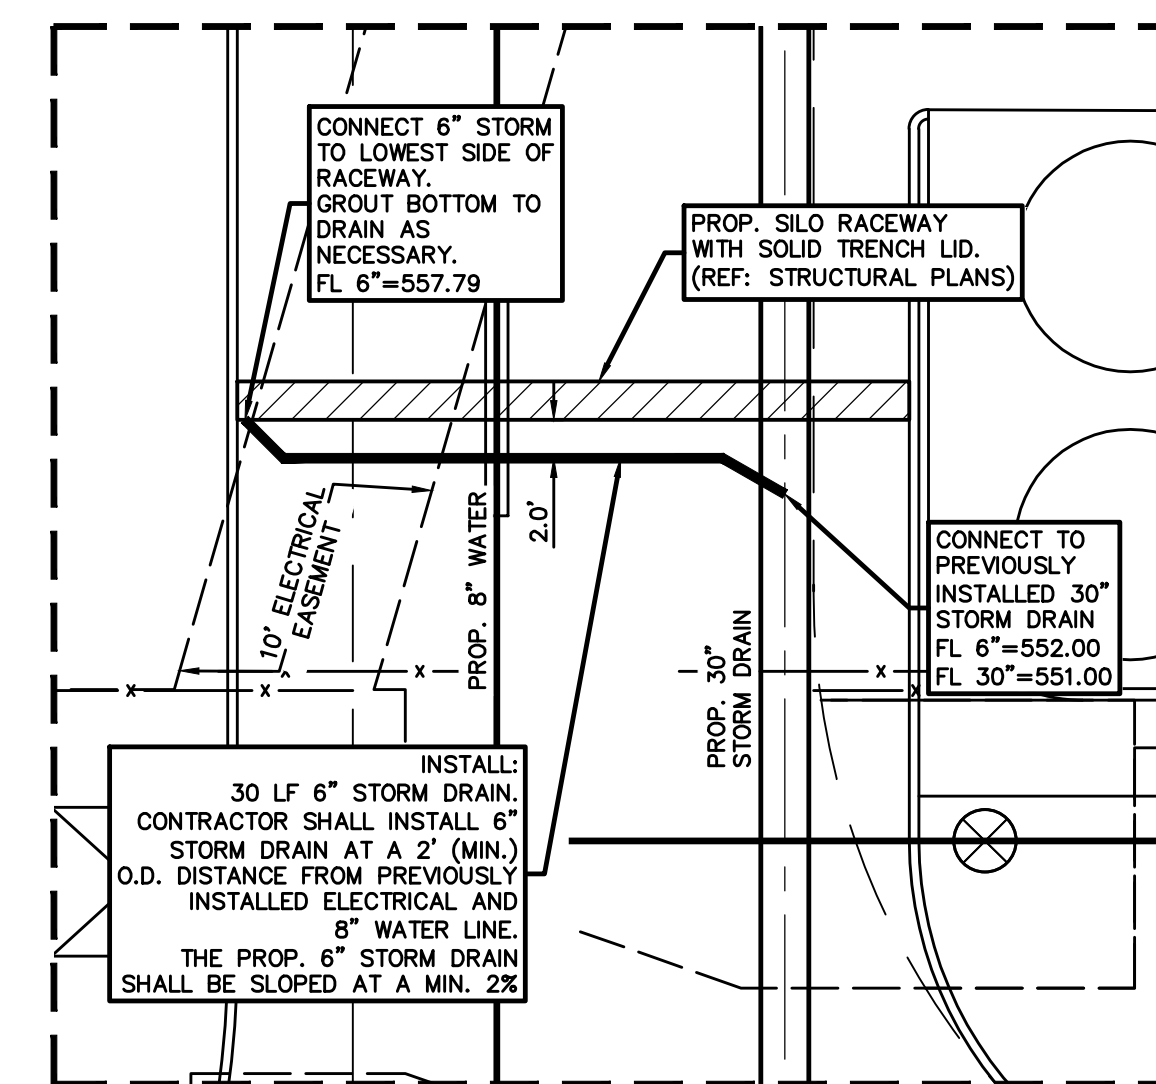 CONNECT 6" STORM
TO LOWEST SIDE OF
RACEWAY.
GROUT BOTTOM TO
DRAIN AS
NECESSARY.
FL 6"=557.79
PROP. SILO RACEWAY
WITH SOLID TRENCH LID.
(REF: STRUCTURAL PLANS)
10' ELECTRICAL
EASEMENT
PROP. 8" WATER
2.0'
CONNECT TO
PREVIOUSLY
INSTALLED 30"
STORM DRAIN
FL 6"=552.00
FL 30"=551.00
PROP. 30"
STORM DRAIN
X
X
X
X
X
INSTALL:
30 LF 6" STORM DRAIN.
CONTRACTOR SHALL INSTALL 6"
STORM DRAIN AT A 2' (MIN.)
O.D. DISTANCE FROM PREVIOUSLY
INSTALLED ELECTRICAL AND
8" WATER LINE.
THE PROP. 6" STORM DRAIN
SHALL BE SLOPED AT A MIN. 2%